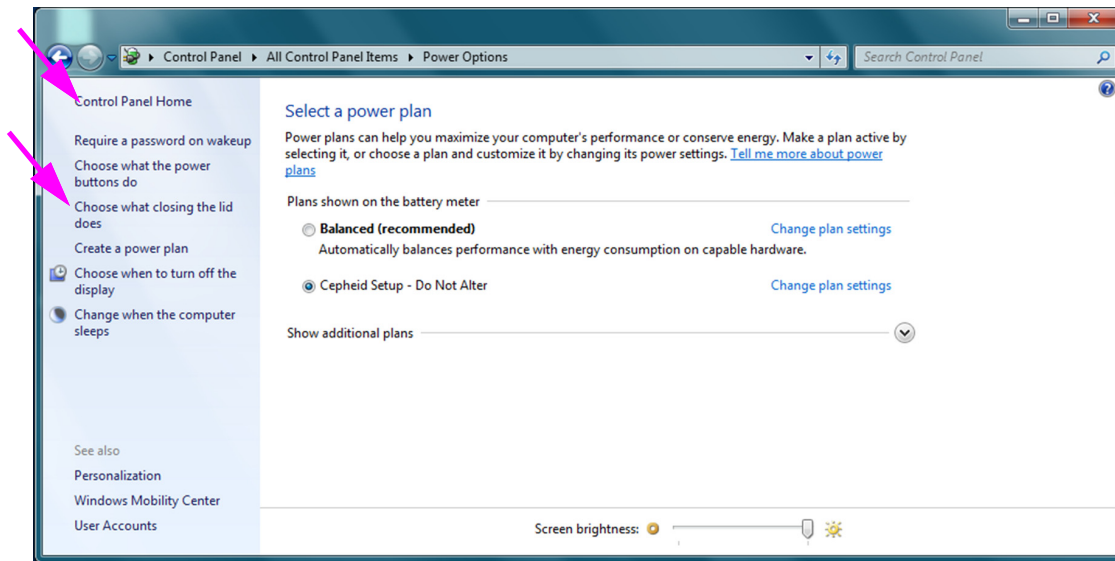 Control Panel All Control Panel Items Power Options Search Control Panel
Control Panel Home
Require a password on wakeup
Choose what the power
buttons do
Choose what closing the lid
does
Create a power plan
Choose when to turn off the
display
Change when the computer
sleeps
See also
Personalization
Windows Mobility Center
User Accounts
Select a power plan
Power plans can help you maximize your computer's performance or conserve energy. Make a plan active by
selecting it, or choose a plan and customize it by changing its power settings. Tell me more about power
plans
Plans shown on the battery meter
Balanced (recommended) Change plan settings
Automatically balances performance with energy consumption on capable hardware.
Cepheid Setup - Do Not Alter Change plan settings
Show additional plans
Screen brightness: